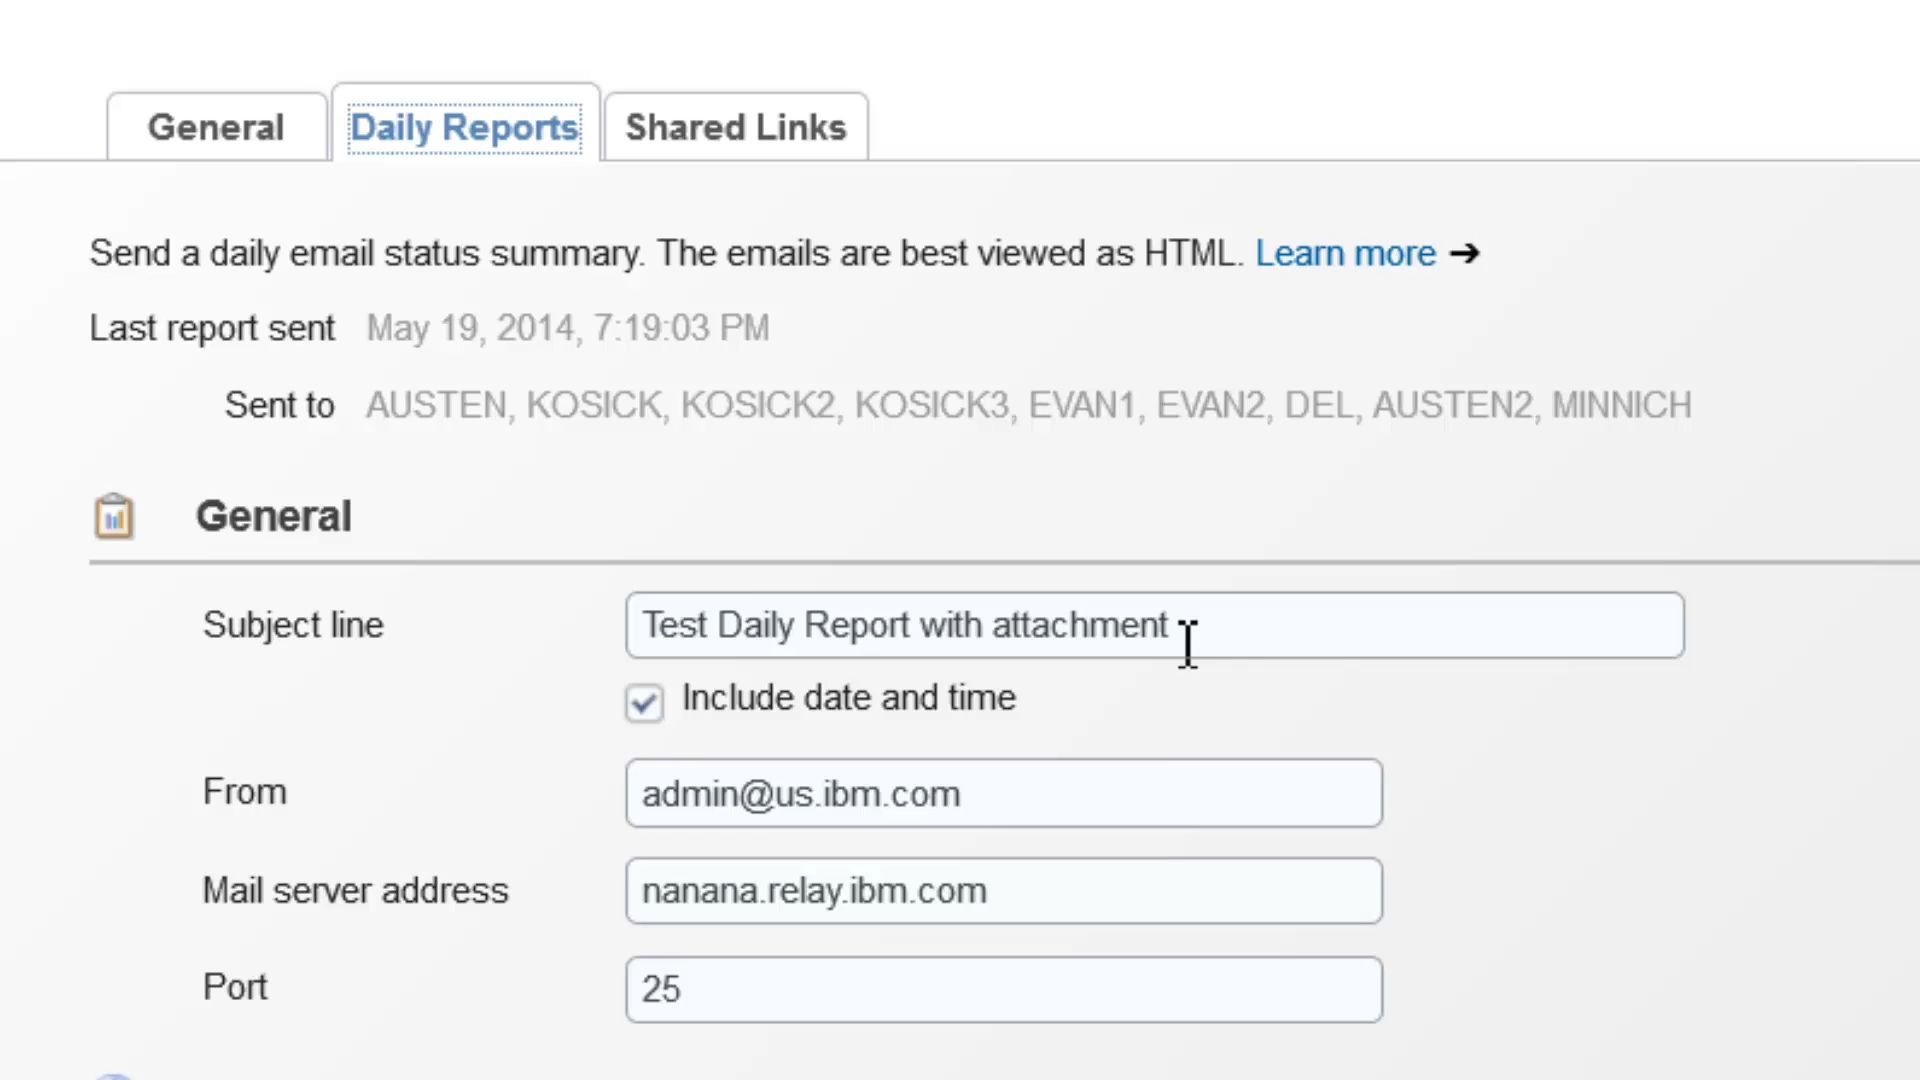 General Daily Reports Shared Links
Send a daily email status summary. The emails are best viewed as HTML. Learn more ➔
Last report sent May 19, 2014, 7:19:03 PM
Sent to AUSTEN, KOSICK, KOSICK2, KOSICK3, EVAN1, EVAN2, DEL, AUSTEN2, MINNICH
General
Subject line Test Daily Report with attachment
Include date and time
From admin@us.ibm.com
Mail server address nanana.relay.ibm.com
Port 25